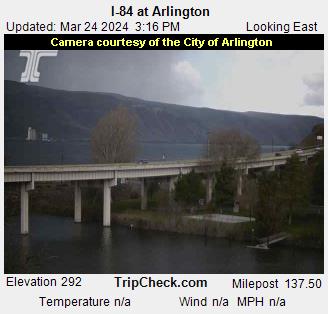 I-84 at Arlington
Updated: Mar 24 2024 3:16 PM Looking East
Camera courtesy of the City of Arlington
Elevation 292 TripCheck.com Milepost 137.50
Temperature n/a Wind n/a MPH n/a